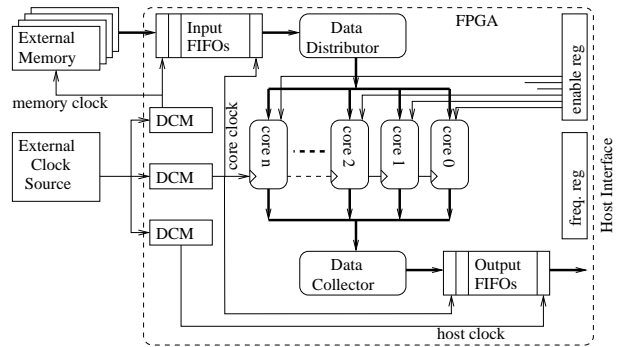 FPGA
External
Memory
Input
FIFOs
Data
Distributor
enable reg
memory clock
core clock
DCM
External
Clock
Source
DCM
core n
core 2
core 1
core 0
freq. reg
Host Interface
DCM
Data
Collector
Output
FIFOs
host clock